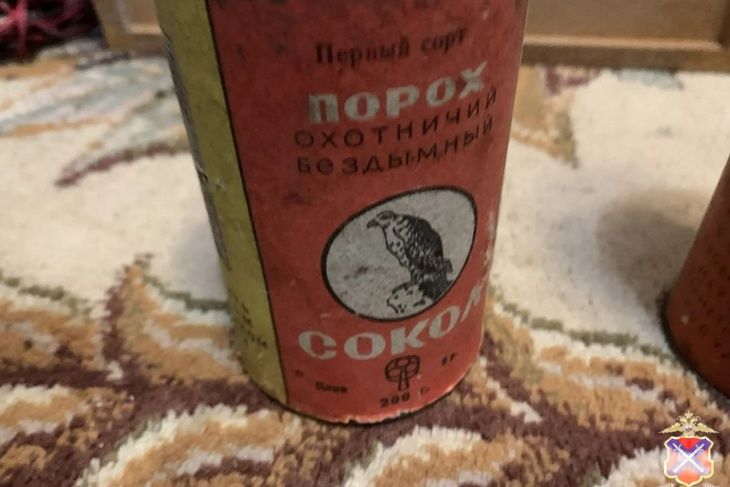 Первый сорт
ПОРОХ
ОХОТНИЧИЙ
БеЗДЫМНЫЙ
СОКОЛ
Цена
200 г.